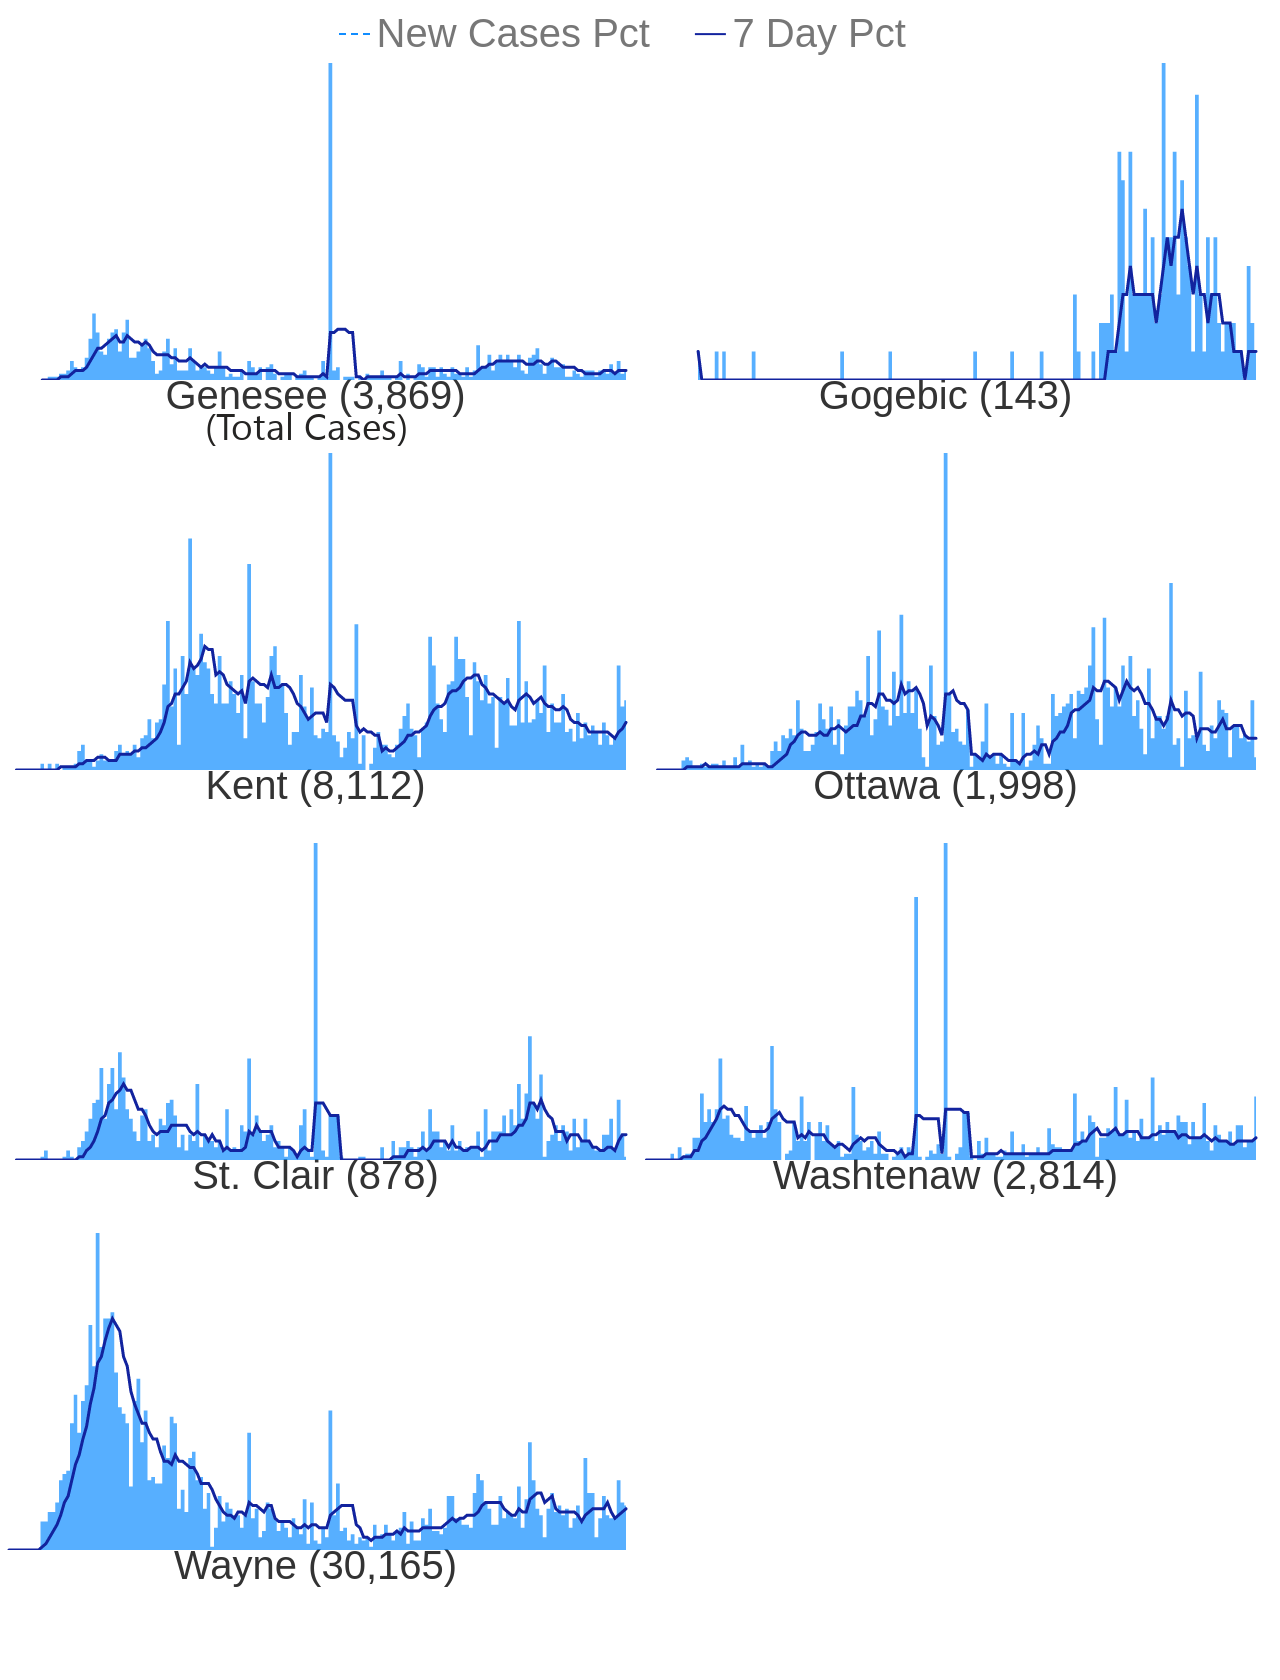 New Cases Pct 7 Day Pct
Genesee (3,869) Gogebic (143)
(Total Cases)
Kent (8,112) Ottawa (1,998)
St. Clair (878) Washtenaw (2,814)
Wayne (30,165)